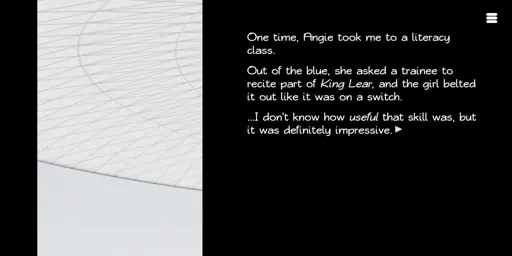 One time, Angie took me to a literacy
class.
Out of the blue, she asked a trainee to
recite part of King Lear, and the girl belted
it out like it was on a switch.
...I don't know how useful that skill was, but
it was definitely impressive.